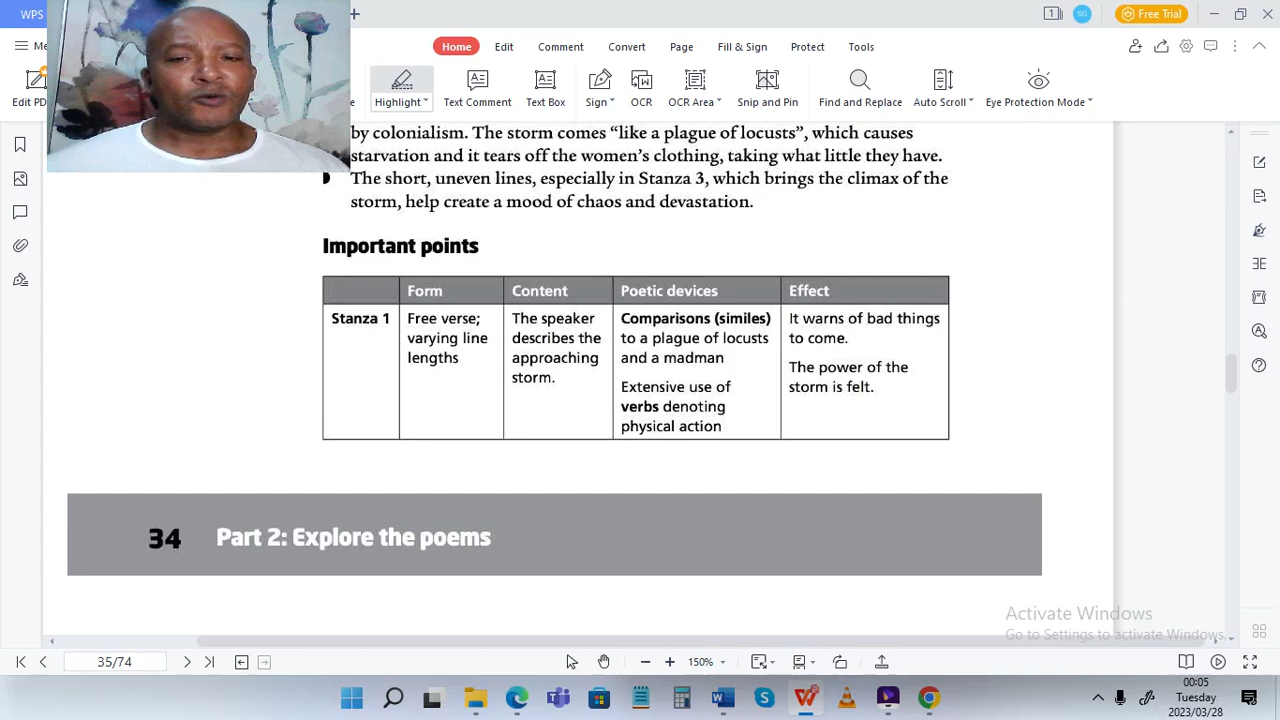 WPS
1
SG
Free Trial
Me
Home
Edit
Comment
Convert
Page
Fill & Sign
Protect
Tools
Edit PD
Highlight
Text Comment
Text Box
Sign
OCR
OCR Area
Snip and Pin
Find and Replace
Auto Scroll
Eye Protection Mode
by colonialism. The storm comes “like a plague of locusts”, which causes
starvation and it tears off the women’s clothing, taking what little they have.
The short, uneven lines, especially in Stanza 3, which brings the climax of the
storm, help create a mood of chaos and devastation.
Important points
Form
Content
Poetic devices
Effect
Stanza 1
Free verse;
varying line
lengths
The speaker
describes the
approaching
storm.
Comparisons (similes)
to a plague of locusts
and a madman
Extensive use of
verbs denoting
physical action
It warns of bad things
to come.
The power of the
storm is felt.
34 Part 2: Explore the poems
Activate Windows
Go to Settings to activate Windows.
35/74
150%
00:05
Tuesday
2023/03/28